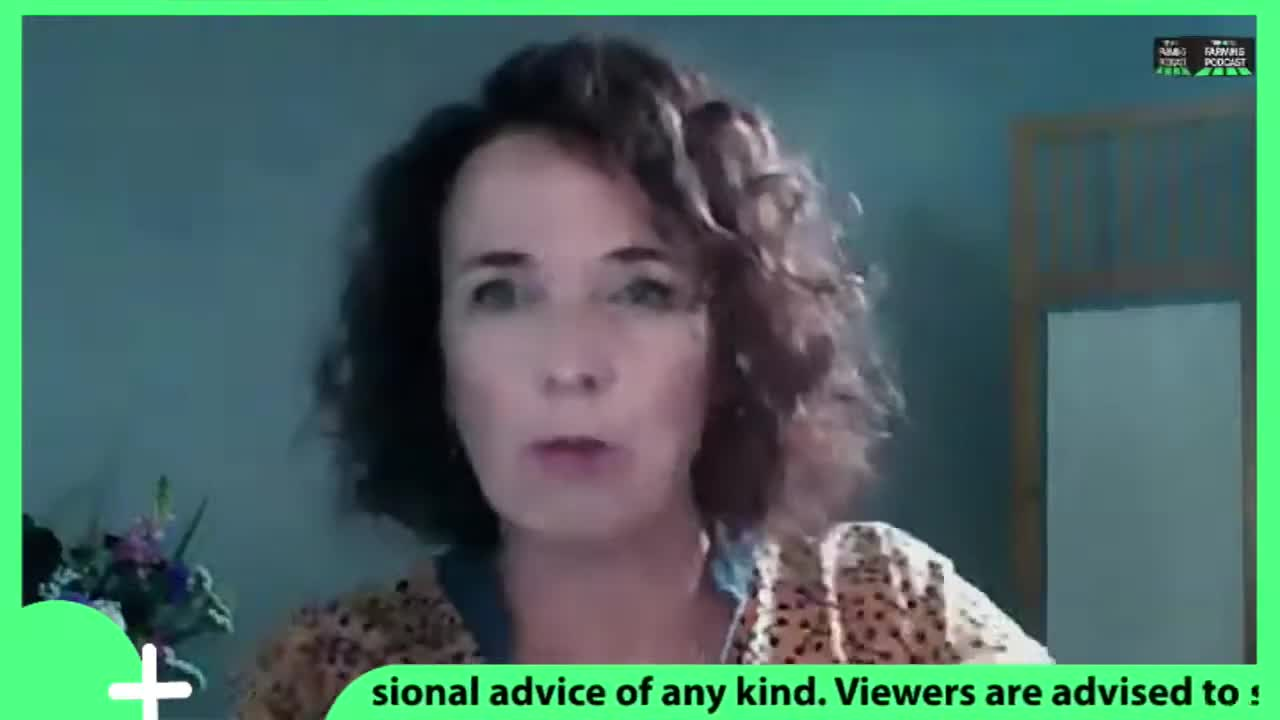 FARMING
PODCAST
sional advice of any kind. Viewers are advised to